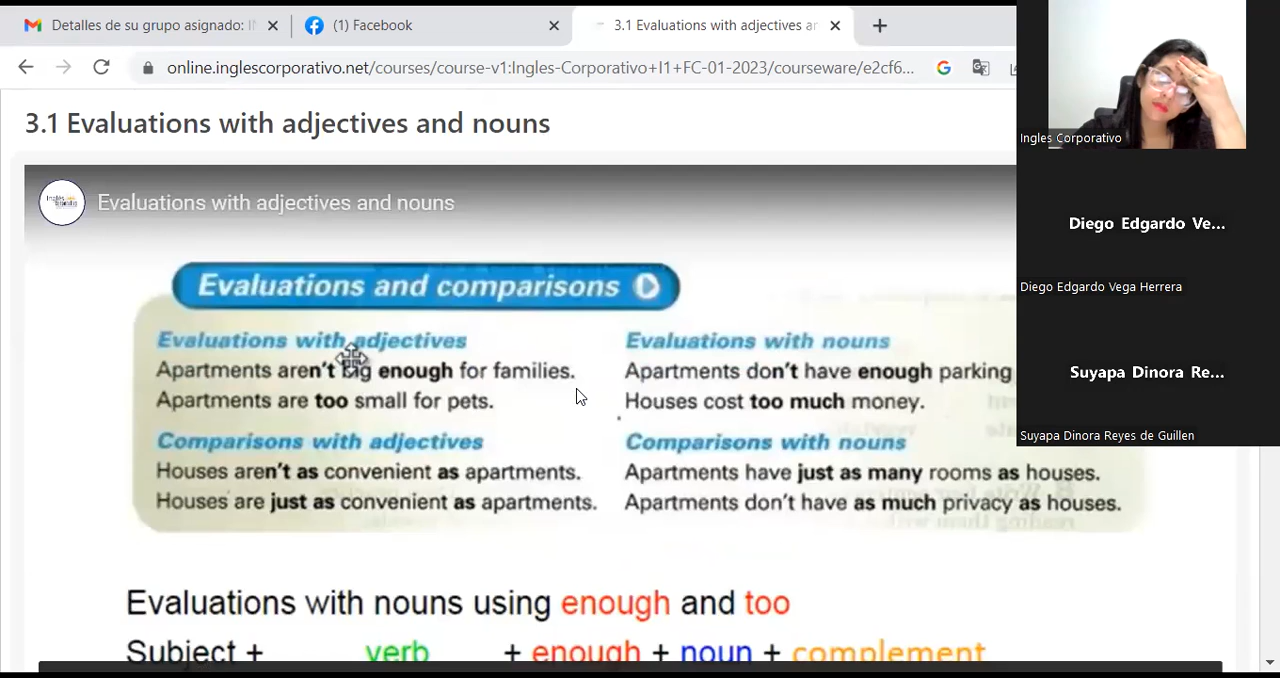 Detalles de su grupo asignado: I
(1) Facebook
3.1 Evaluations with adjectives ar
online.inglescorporativo.net/courses/course-v1:Ingles-Corporativo+I1+FC-01-2023/courseware/e2cf6...
3.1 Evaluations with adjectives and nouns
Evaluations with adjectives and nouns
Evaluations and comparisons
Evaluations with adjectives
Apartments aren't big enough for families.
Apartments are too small for pets.
Comparisons with adjectives
Houses aren't as convenient as apartments.
Houses are just as convenient as apartments.
Evaluations with nouns
Apartments don't have enough parking
Houses cost too much money.
Comparisons with nouns
Apartments have just as many rooms as houses.
Apartments don't have as much privacy as houses.
Evaluations with nouns using enough and too
Subject + verb + enough + noun + complement
Ingles Corporativo
Diego Edgardo Ve...
Diego Edgardo Vega Herrera
Suyapa Dinora Re...
Suyapa Dinora Reyes de Guillen